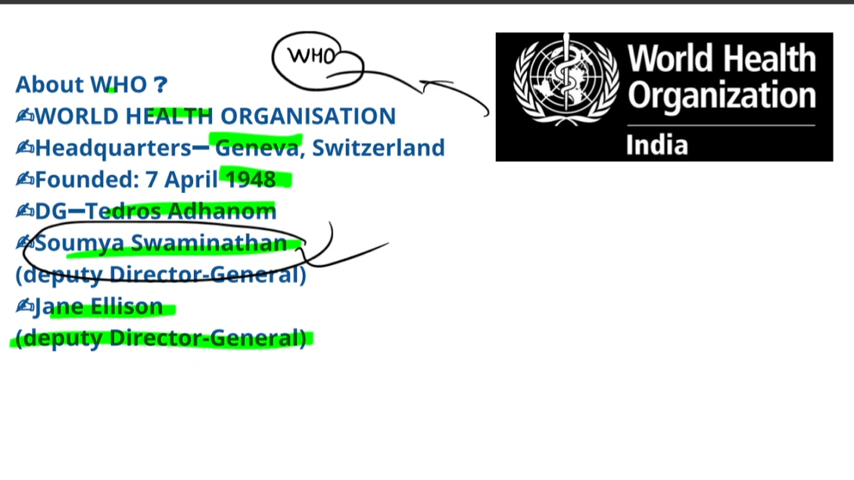 WHO
About WHO ?
✍WORLD HEALTH ORGANISATION
✍Headquarters— Geneva, Switzerland
✍Founded: 7 April 1948
✍DG—Tedros Adhanom
✍Soumya Swaminathan
(deputy Director-General)
✍Jane Ellison
(deputy Director-General)
World Health
Organization
India